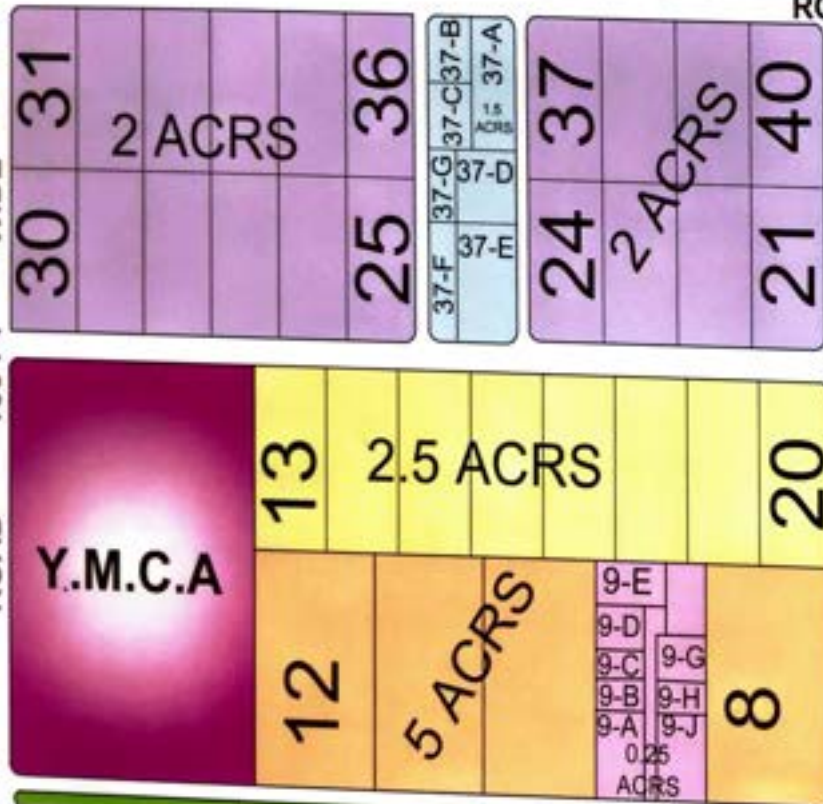 31
2 ACRS
36
30
25
37-B
37-A
37-C
1.5
ACRS
37-G
37-D
37-F
37-E
37
2 ACRS
40
24
21
Y.M.C.A
13
2.5 ACRS
20
12
5 ACRS
9-E
9-D
9-C
9-G
9-B
9-H
9-A
9-J
0.25
ACRS
8